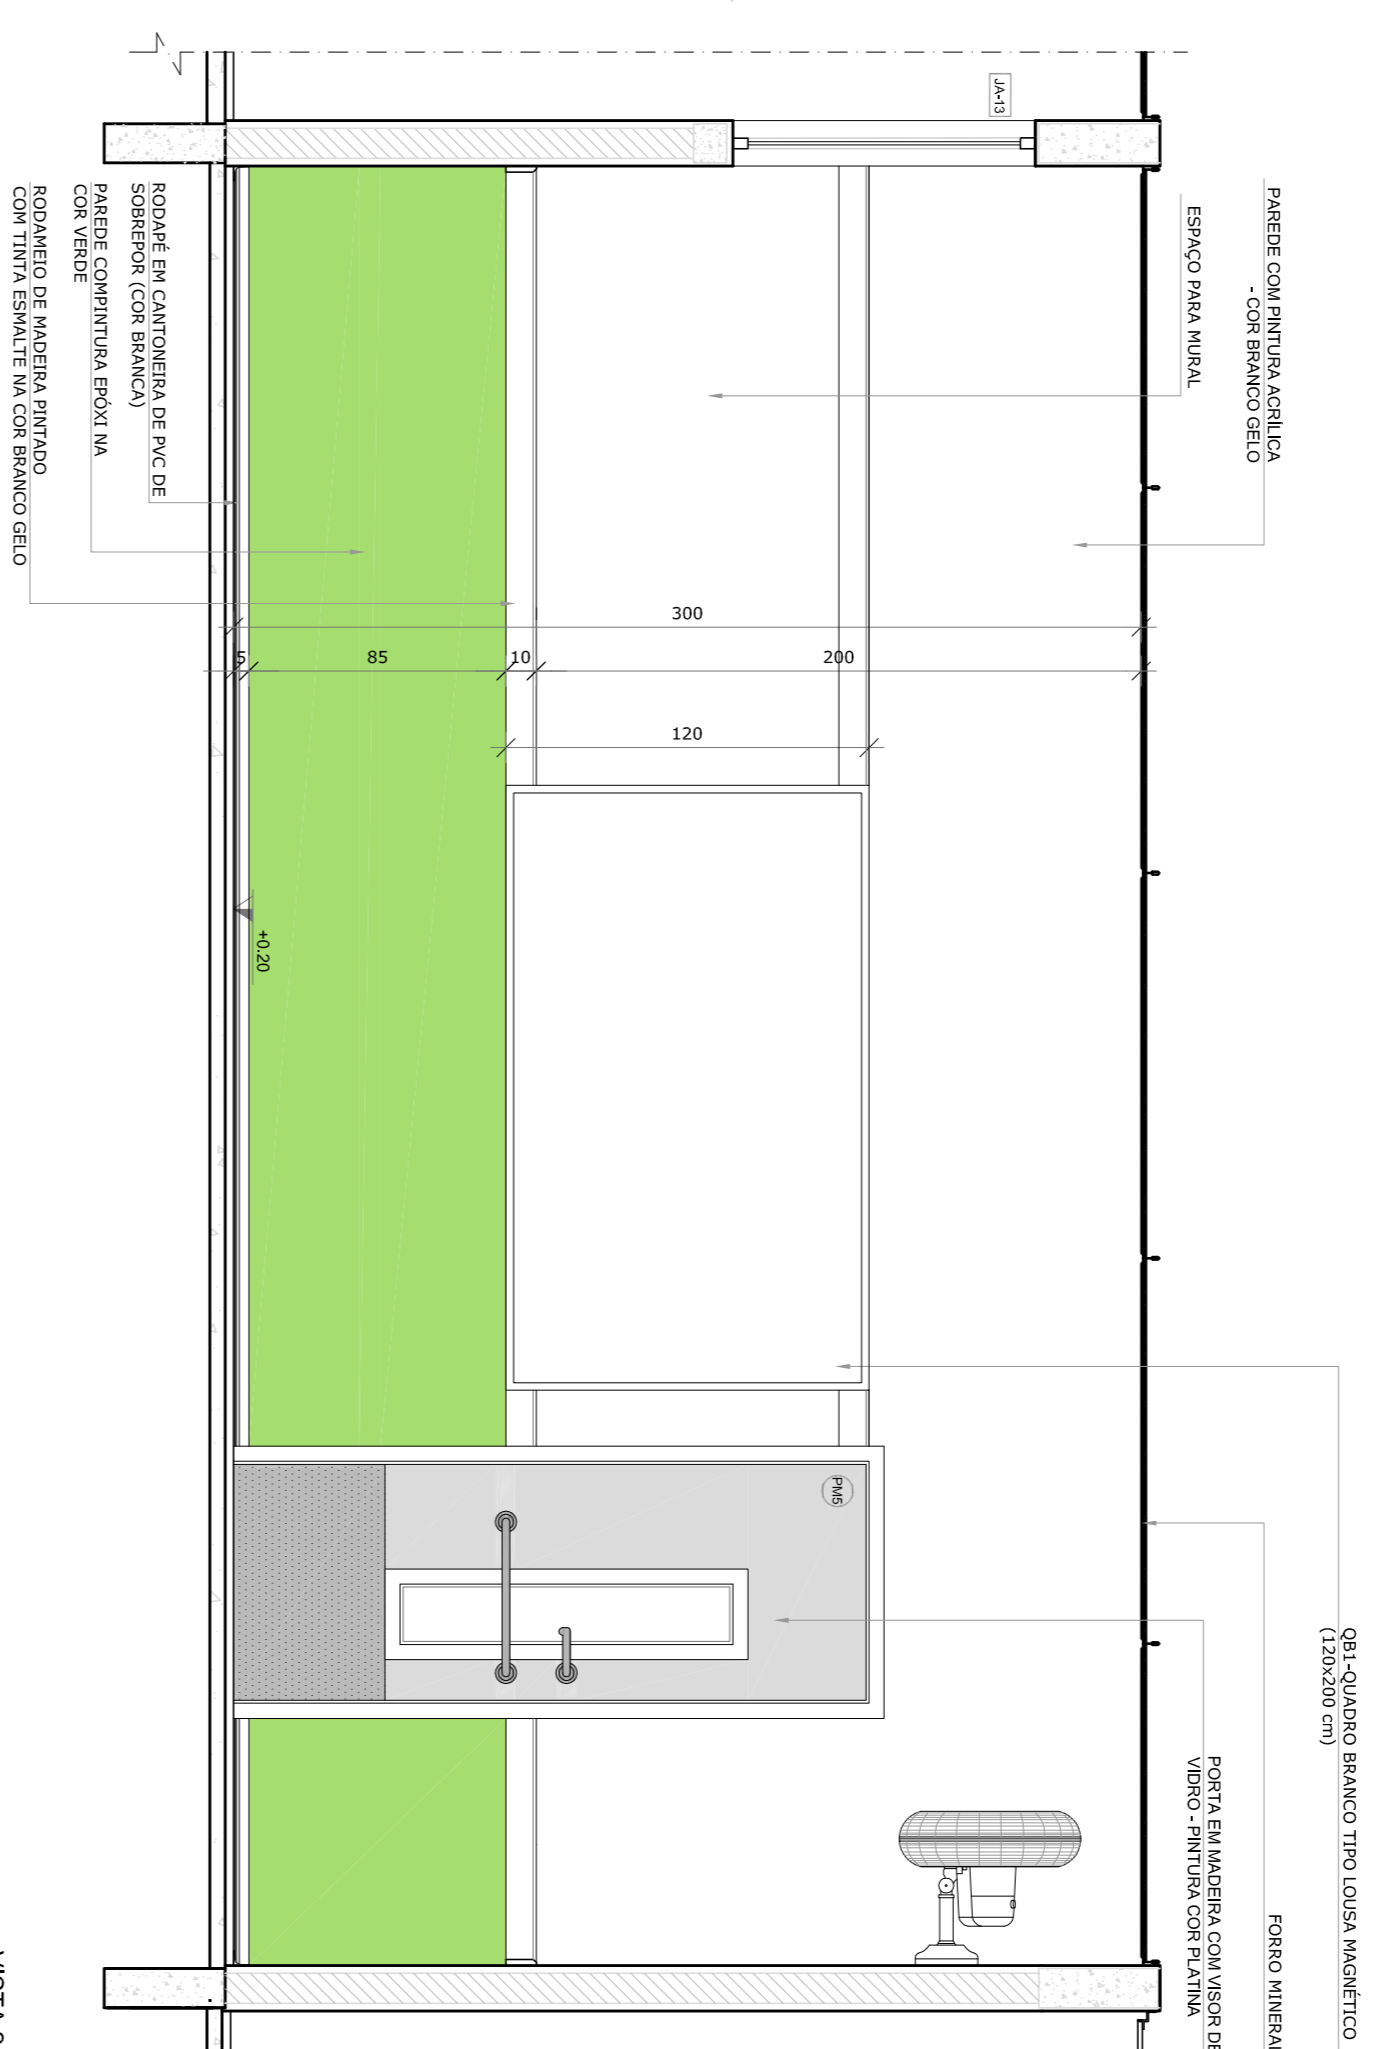 JA-13
PAREDE COM PINTURA ACRÍLICA
- COR BRANCO GELO
ESPAÇO PARA MURAL
RODAPÉ EM CANTONEIRA DE PVC DE
SOBREPOR (COR BRANCA)
PAREDE COMPINTURA EPÓXI NA
COR VERDE
RODAMEIO DE MADEIRA PINTADO
COM TINTA ESMALTE NA COR BRANCO GELO
300
5
85
10
200
120
+0.20
PM5
QB1-QUADRO BRANCO TIPO LOUSA MAGNÉTICO
(120x200 cm)
FORRO MINERAL
PORTA EM MADEIRA COM VISOR DE
VIDRO - PINTURA COR PLATINA